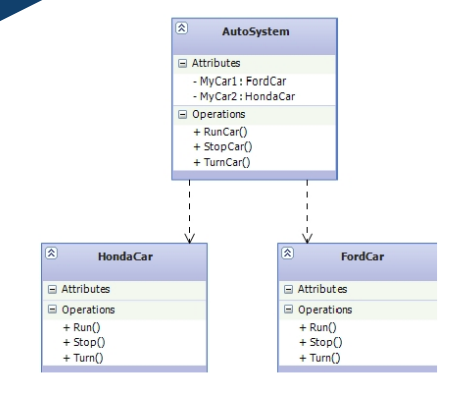 AutoSystem
Attributes
- MyCar1 : FordCar
- MyCar2 : HondaCar
Operations
+ RunCar()
+ StopCar()
+ TurnCar()
HondaCar
Attributes
Operations
+ Run()
+ Stop()
+ Turn()
FordCar
Attributes
Operations
+ Run()
+ Stop()
+ Turn()